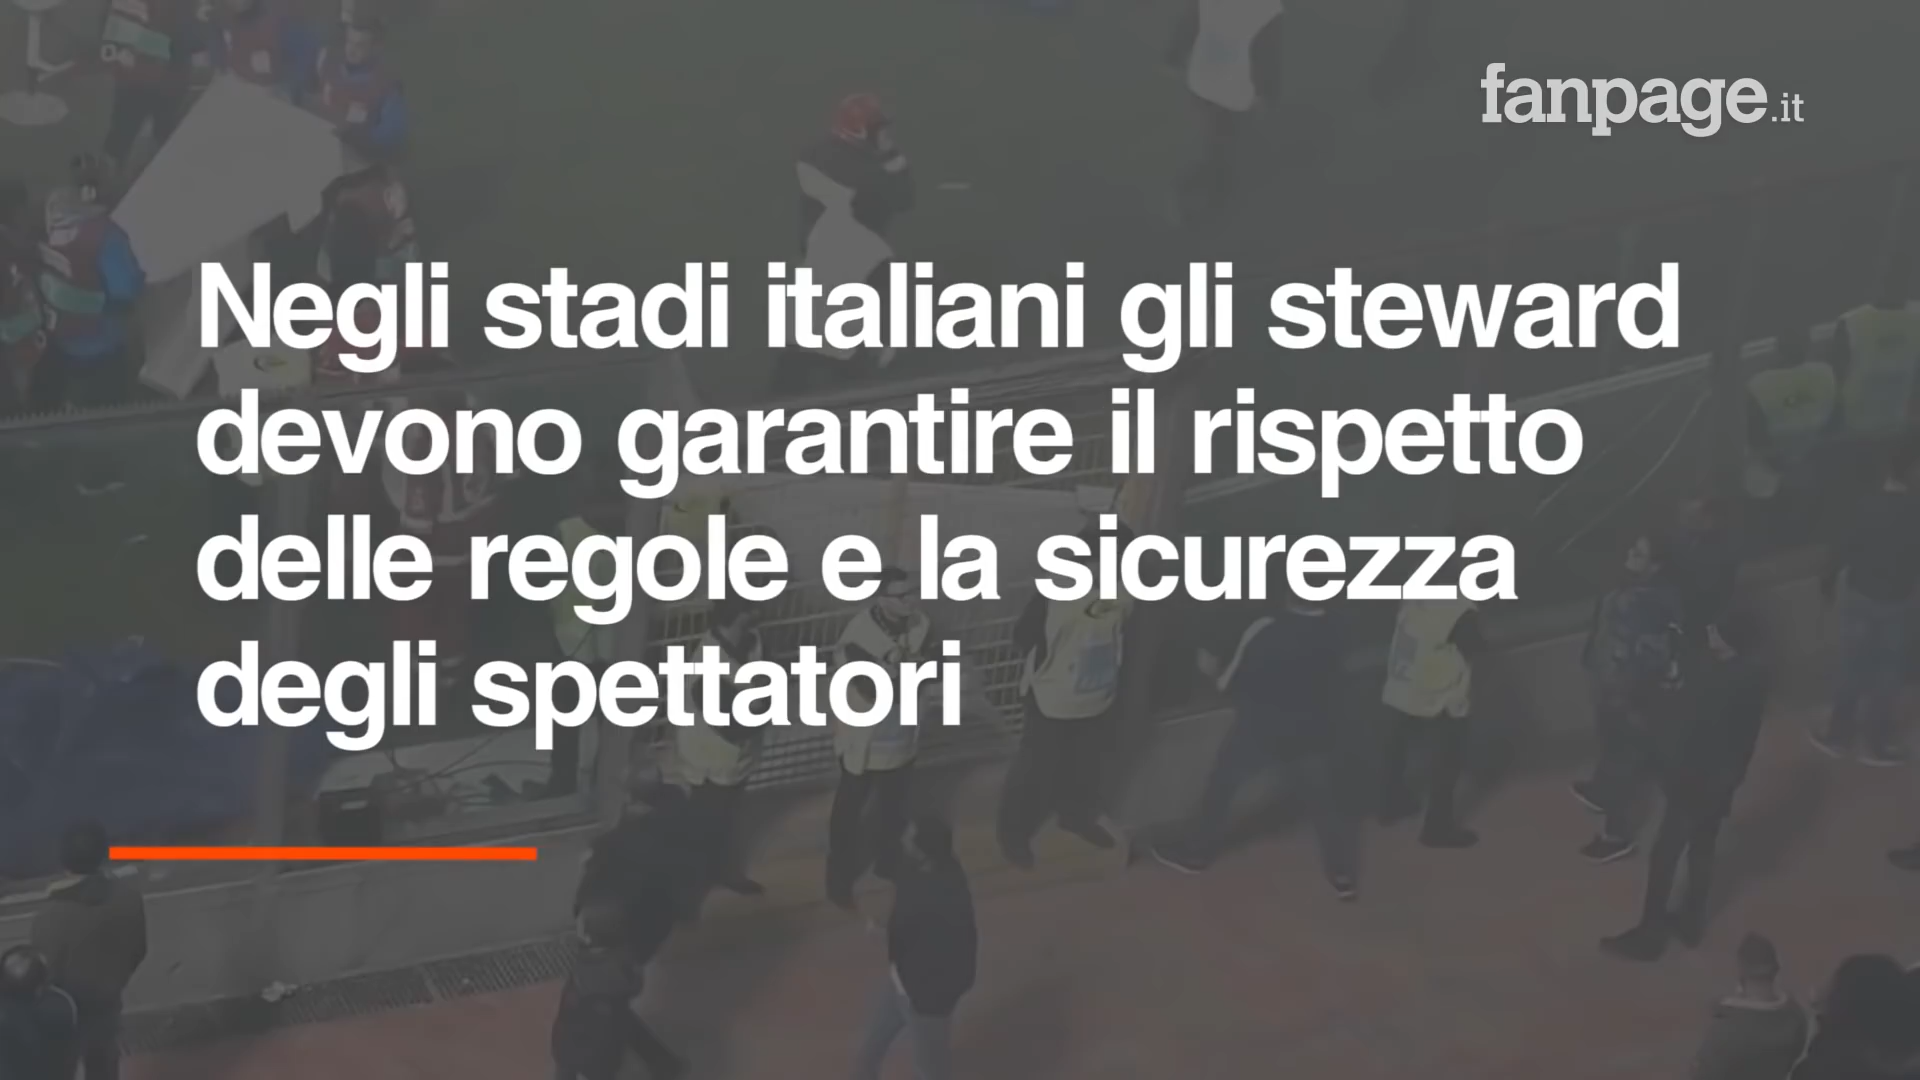 fanpage.it
Negli stadi italiani gli steward
devono garantire il rispetto
delle regole e la sicurezza
degli spettatori